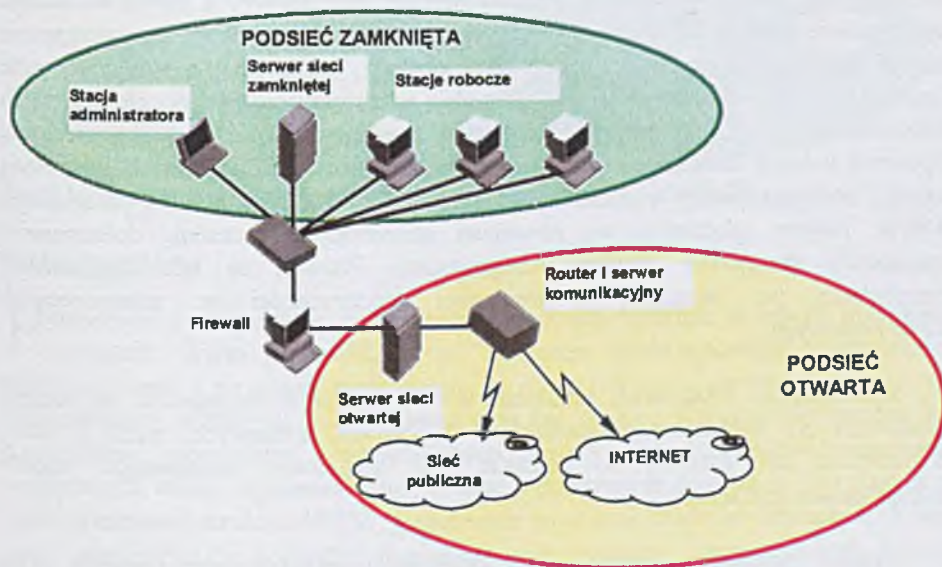 PODSIEĆ ZAMKNIĘTA
Serwer sieci
zamkniętej
Stacje robocze
Stacja
administratora
Router i serwer
komunikacyjny
Firewall
PODSIEĆ
OTWARTA
Serwer sieci
otwartej
Sieć
publiczna
INTERNET